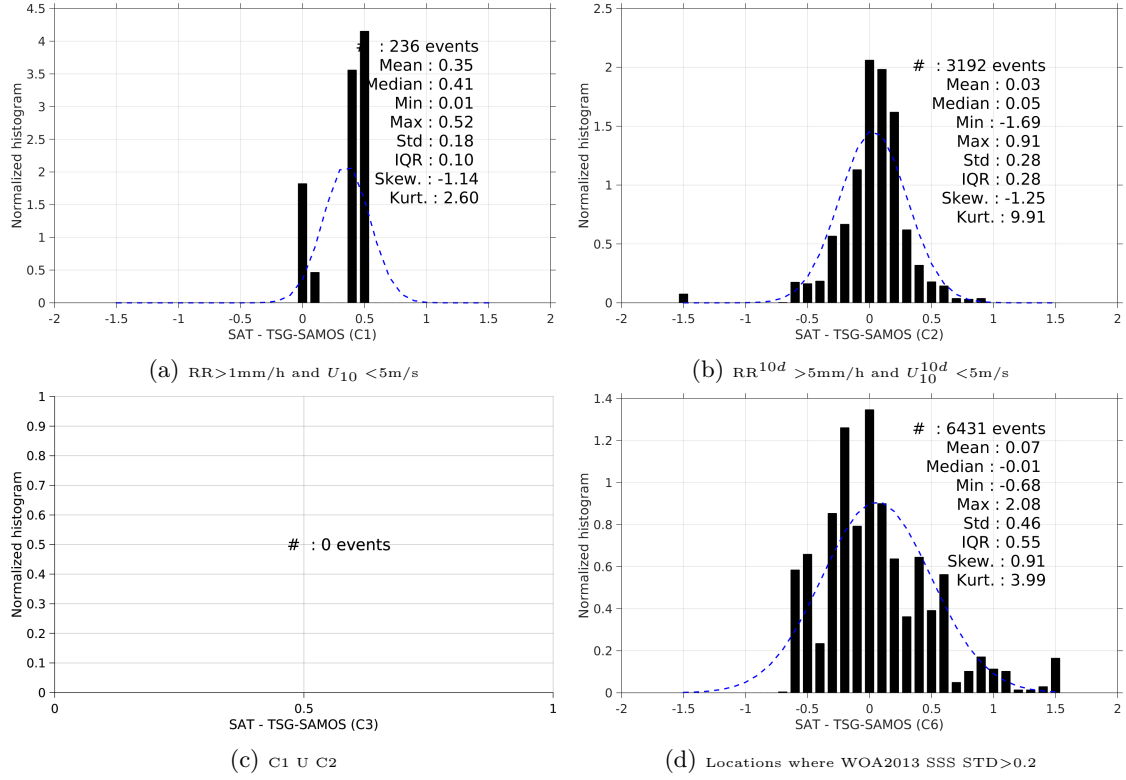 4.5
4
3.5
3
2.5
2
1.5
1
0.5
0
Normalized histogram
# : 236 events
Mean : 0.35
Median : 0.41
Min : 0.01
Max : 0.52
Std : 0.18
IQR : 0.10
Skew. : -1.14
Kurt. : 2.60
-2 -1.5 -1 -0.5 0 0.5 1 1.5 2
SAT - TSG-SAMOS (C1)
(a) RR>1mm/h and U10 <5m/s
2.5
2
1.5
1
0.5
0
Normalized histogram
# : 3192 events
Mean : 0.03
Median : 0.05
Min : -1.69
Max : 0.91
Std : 0.28
IQR : 0.28
Skew. : -1.25
Kurt. : 9.91
-2 -1.5 -1 -0.5 0 0.5 1 1.5 2
SAT - TSG-SAMOS (C2)
(b) RR10d >5mm/h and U10 10d <5m/s
1
0.9
0.8
0.7
0.6
0.5
0.4
0.3
0.2
0.1
0
Normalized histogram
# : 0 events
0 0.5 1
SAT - TSG-SAMOS (C3)
(c) C1 U C2
1.4
1.2
1
0.8
0.6
0.4
0.2
0
Normalized histogram
# : 6431 events
Mean : 0.07
Median : -0.01
Min : -0.68
Max : 2.08
Std : 0.46
IQR : 0.55
Skew. : 0.91
Kurt. : 3.99
-2 -1.5 -1 -0.5 0 0.5 1 1.5 2
SAT - TSG-SAMOS (C6)
(d) Locations where WOA2013 SSS STD>0.2